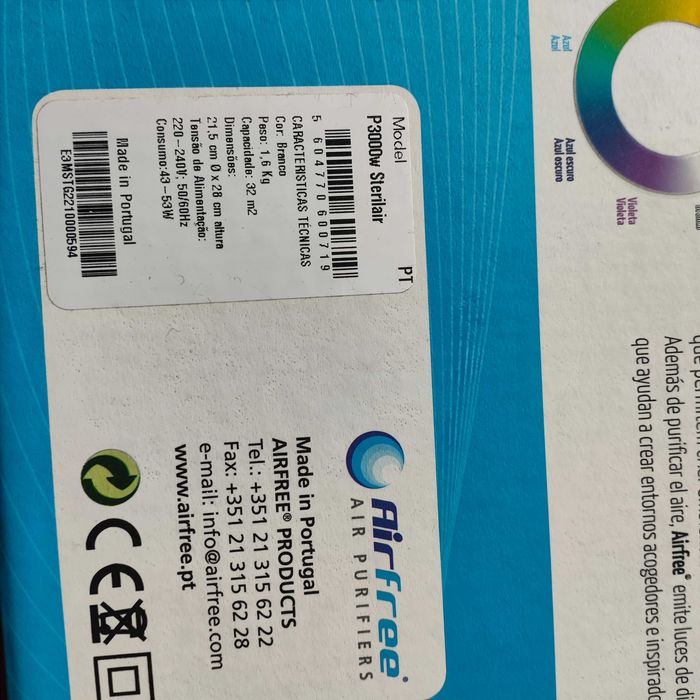 Model
PT
P3000w Sterilair
5 604770 600719
CARACTERISTICAS TECNICAS
Cor: Branco
Peso: 1,6 Kg
Capacidade: 32 m2
Dimensões:
21.5 cm Ø x 28 cm altura
Tensão de Alimentação:
220-240V; 50/60Hz
Consumo:43-53W
Made in Portugal
E3MSTG2210000594
Airfree®
AIR PURIFIERS
Made in Portugal
AIRFREE® PRODUCTS
Tel.: +351 21 315 62 22
Fax: +351 21 315 62 28
e-mail: info@airfree.com
www.airfree.pt
CE
Azul
Azul
Azul escuro
Azul oscuro
Violeta
Violeta
Además de purificar el aire, Airfree® emite luces de
que ayudan a crear entornos acogedores e